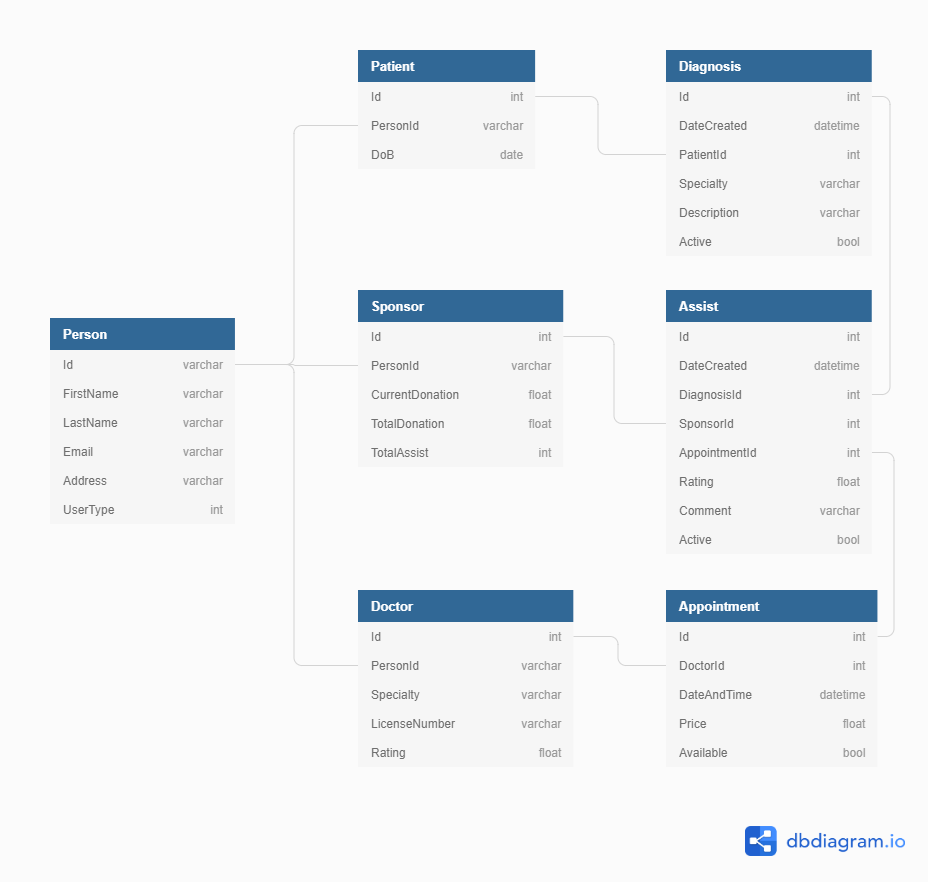 Patient
Id int
PersonId varchar
DoB date
Diagnosis
Id int
DateCreated datetime
PatientId int
Specialty varchar
Description varchar
Active bool
Person
Id varchar
FirstName varchar
LastName varchar
Email varchar
Address varchar
UserType int
Sponsor
Id int
PersonId varchar
CurrentDonation float
TotalDonation float
TotalAssist int
Assist
Id int
DateCreated datetime
DiagnosisId int
SponsorId int
AppointmentId int
Rating float
Comment varchar
Active bool
Doctor
Id int
PersonId varchar
Specialty varchar
LicenseNumber varchar
Rating float
Appointment
Id int
DoctorId int
DateAndTime datetime
Price float
Available bool
dbdiagram.io